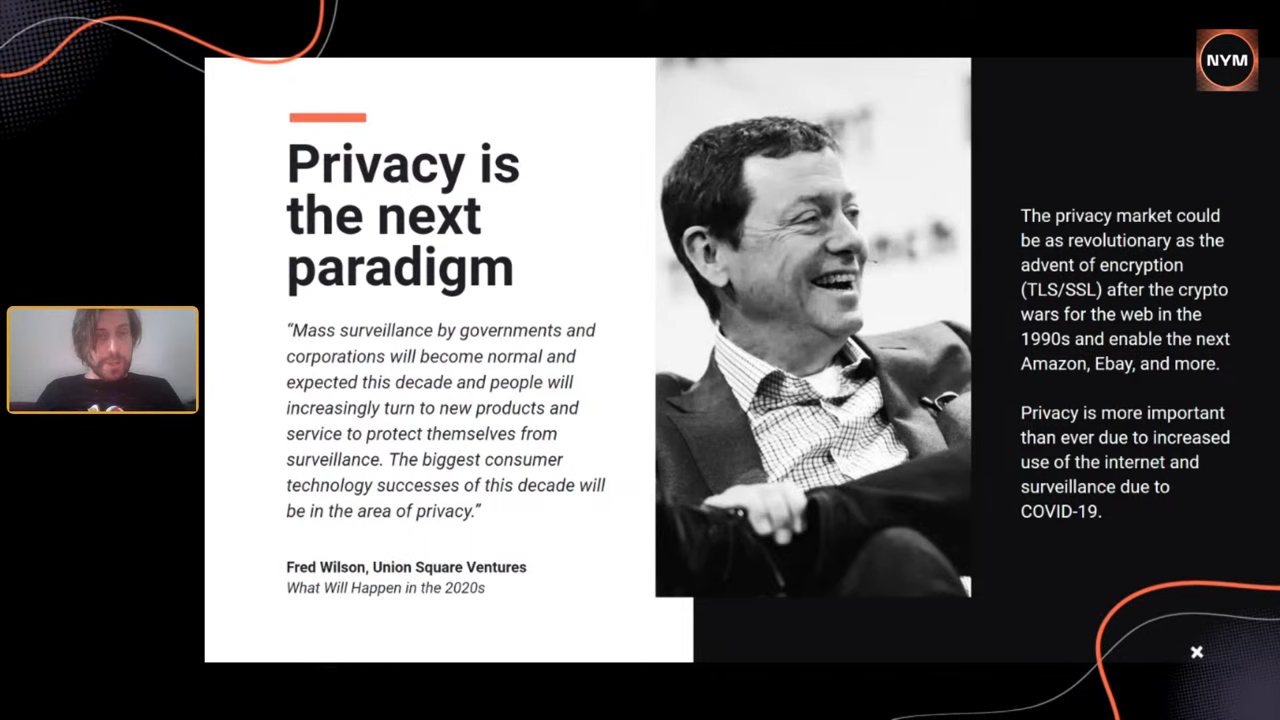 NYM
Privacy is
the next
paradigm
“Mass surveillance by governments and
corporations will become normal and
expected this decade and people will
increasingly turn to new products and
service to protect themselves from
surveillance. The biggest consumer
technology successes of this decade will
be in the area of privacy.”
Fred Wilson, Union Square Ventures
What Will Happen in the 2020s
The privacy market could
be as revolutionary as the
advent of encryption
(TLS/SSL) after the crypto
wars for the web in the
1990s and enable the next
Amazon, Ebay, and more.
Privacy is more important
than ever due to increased
use of the internet and
surveillance due to
COVID-19.